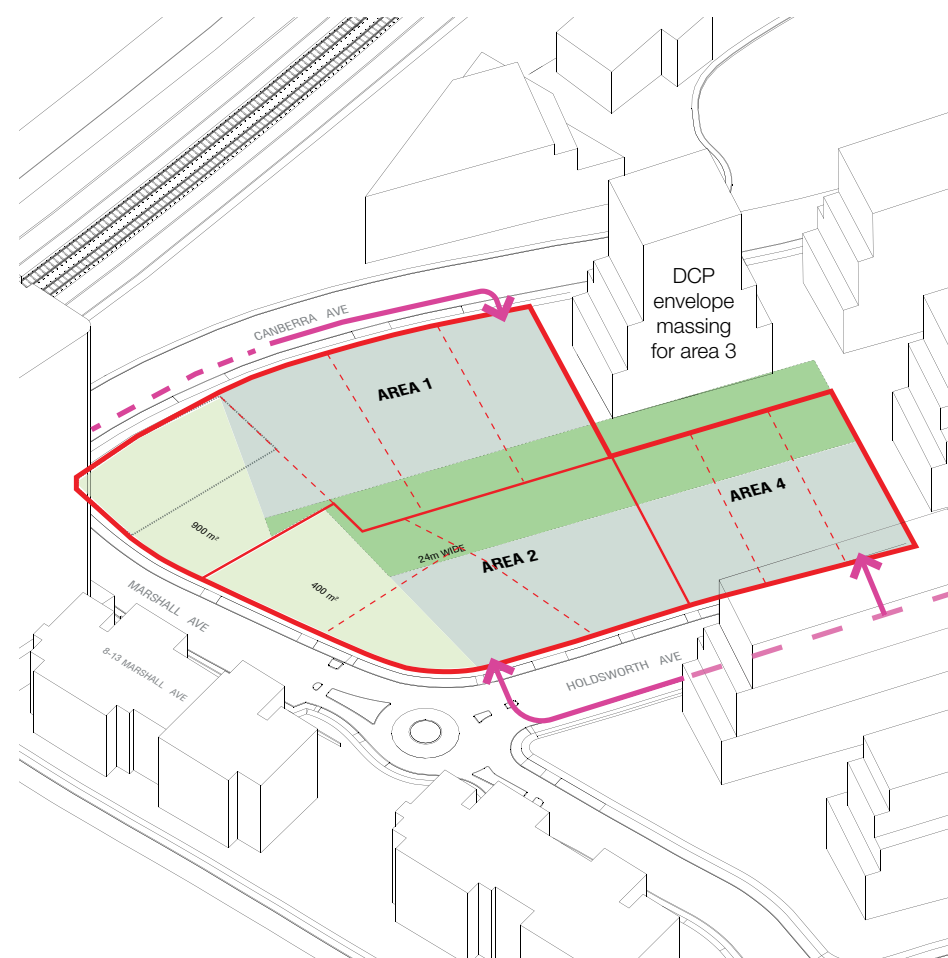 DCP
envelope
massing
for area 3
CANBERRA AVE
AREA 1
AREA 4
900 m²
24m WIDE
AREA 2
400 m²
MARSHALL AVE
8-13 MARSHALL AVE
HOLDSWORTH AVE